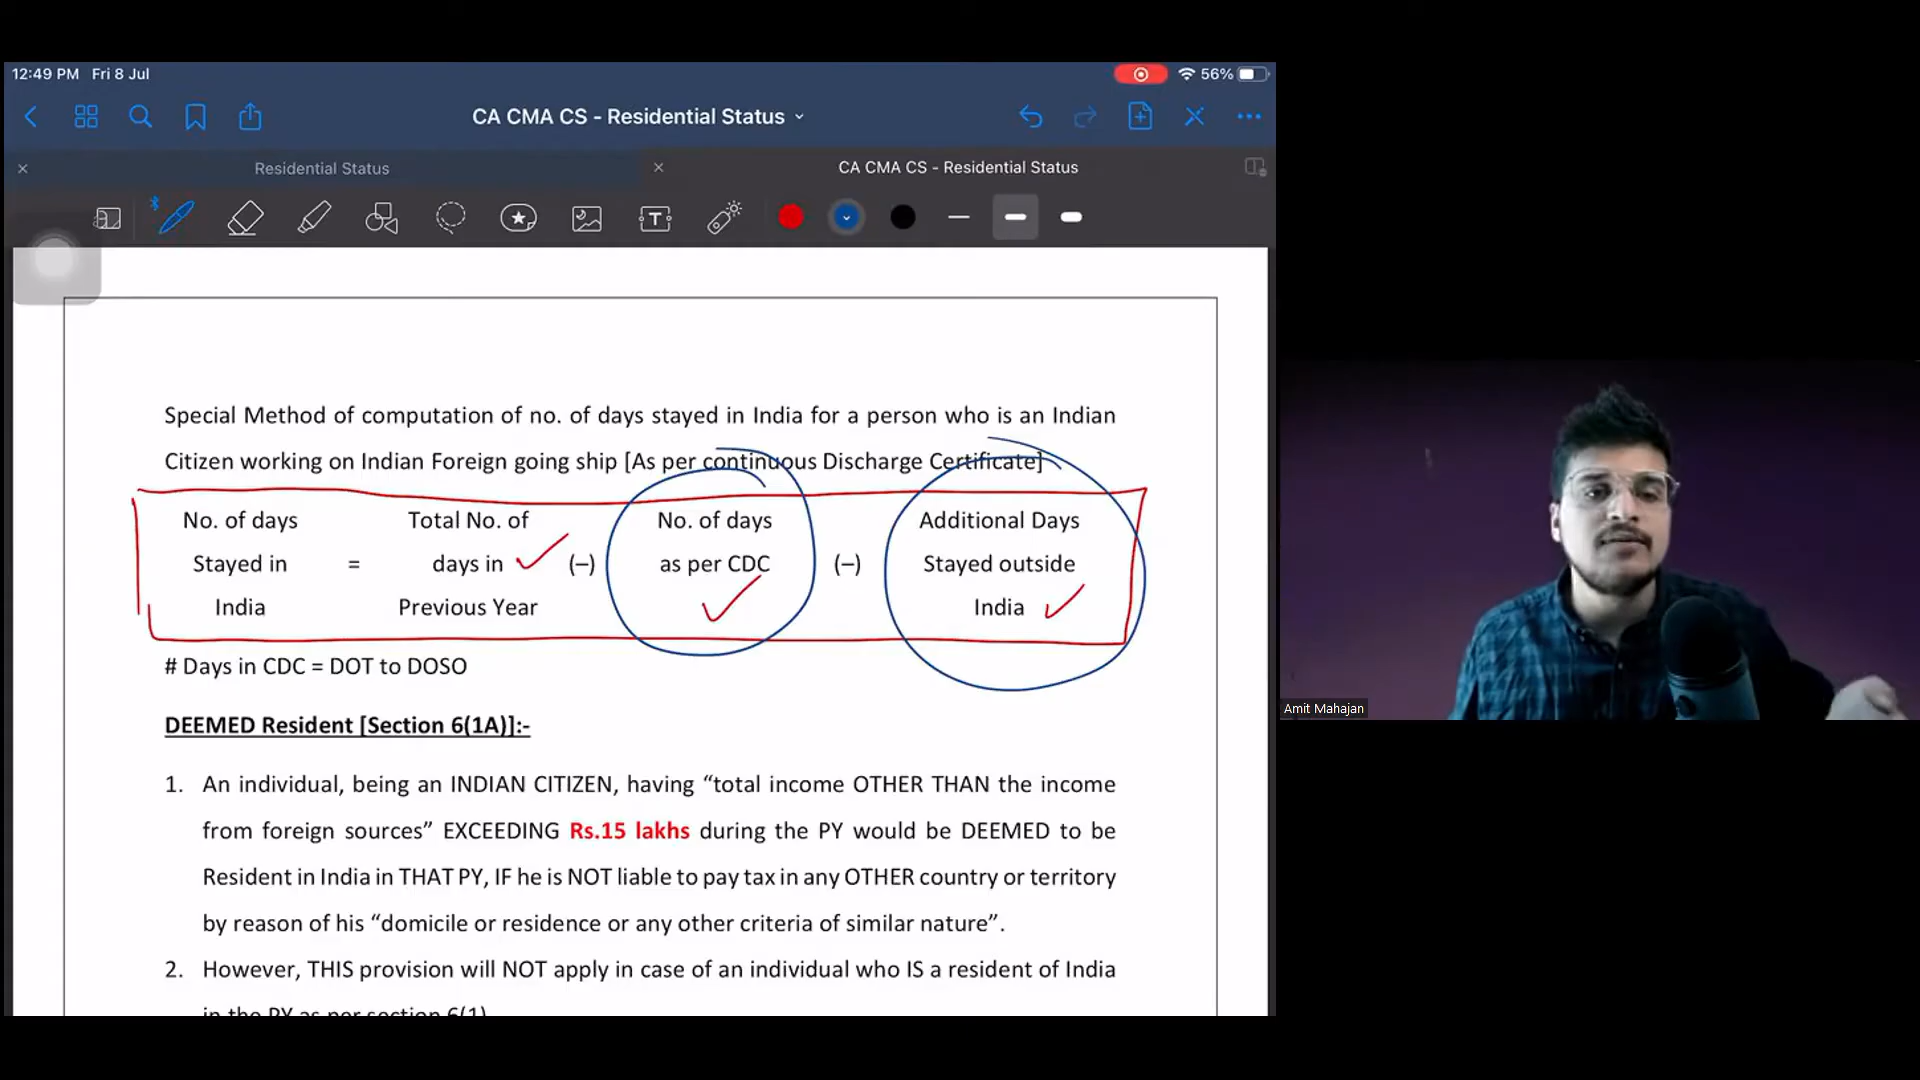 12:49 PM Fri 8 Jul
56%
CA CMA CS - Residential Status
Residential Status
CA CMA CS - Residential Status
T
Special Method of computation of no. of days stayed in India for a person who is an Indian
Citizen working on Indian Foreign going ship [As per continuous Discharge Certificate]
No. of days Total No. of No. of days Additional Days
Stayed in = days in (–) as per CDC (–) Stayed outside
India Previous Year India
# Days in CDC = DOT to DOSO
DEEMED Resident [Section 6(1A)]:-
1. An individual, being an INDIAN CITIZEN, having “total income OTHER THAN the income
from foreign sources” EXCEEDING Rs.15 lakhs during the PY would be DEEMED to be
Resident in India in THAT PY, IF he is NOT liable to pay tax in any OTHER country or territory
by reason of his “domicile or residence or any other criteria of similar nature”.
2. However, THIS provision will NOT apply in case of an individual who IS a resident of India
in the PY as per section 6(1)
Amit Mahajan